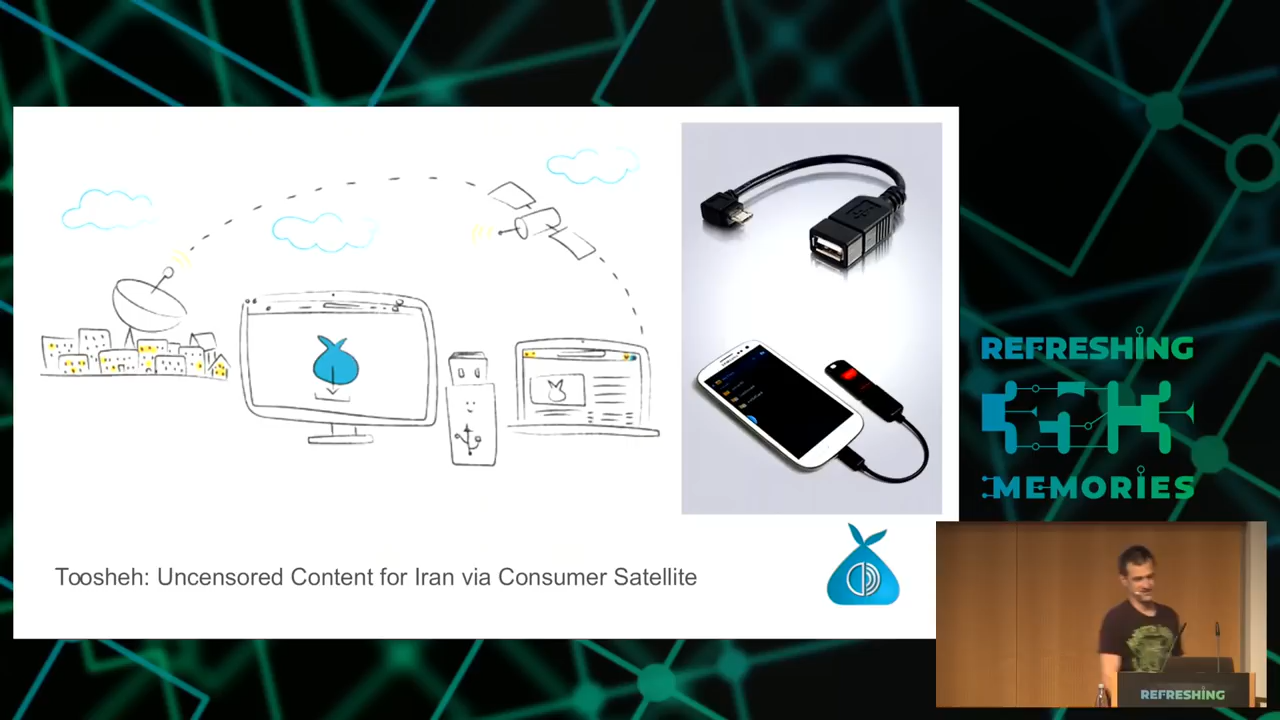 Toosheh: Uncensored Content for Iran via Consumer Satellite
REFRESHING
MEMORIES
REFRESHING